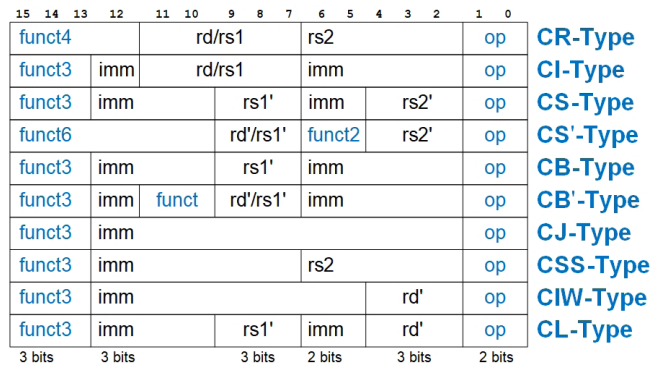 15 14 13 12 11 10 9 8 7 6 5 4 3 2 1 0
funct4 rd/rs1 rs2 op CR-Type
funct3 imm rd/rs1 imm op CI-Type
funct3 imm rs1' imm rs2' op CS-Type
funct6 rd'/rs1' funct2 rs2' op CS'-Type
funct3 imm rs1' imm op CB-Type
funct3 imm funct rd'/rs1' imm op CB'-Type
funct3 imm op CJ-Type
funct3 imm rs2 op CSS-Type
funct3 imm rd' op CIW-Type
funct3 imm rs1' imm rd' op CL-Type
3 bits 3 bits 3 bits 2 bits 3 bits 2 bits